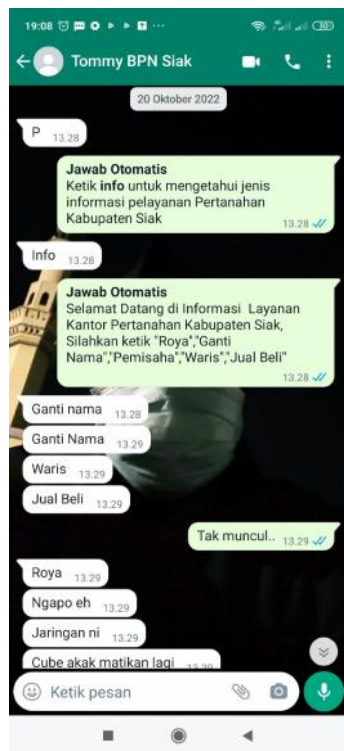 19:08
Tommy BPN Siak
20 Oktober 2022
P 13.28
Jawab Otomatis
Ketik info untuk mengetahui jenis
informasi pelayanan Pertanahan
Kabupaten Siak
13.28
Info 13.28
Jawab Otomatis
Selamat Datang di Informasi Layanan
Kantor Pertanahan Kabupaten Siak,
Silahkan ketik "Roya","Ganti
Nama","Pemisaha","Waris","Jual Beli"
13.28
Ganti nama 13.28
Ganti Nama 13.29
Waris 13.29
Jual Beli 13.29
Tak muncul.. 13.29
Roya 13.29
Ngapo eh 13.29
Jaringan ni 13.29
Cube akak matikan lagi 13.29
Ketik pesan